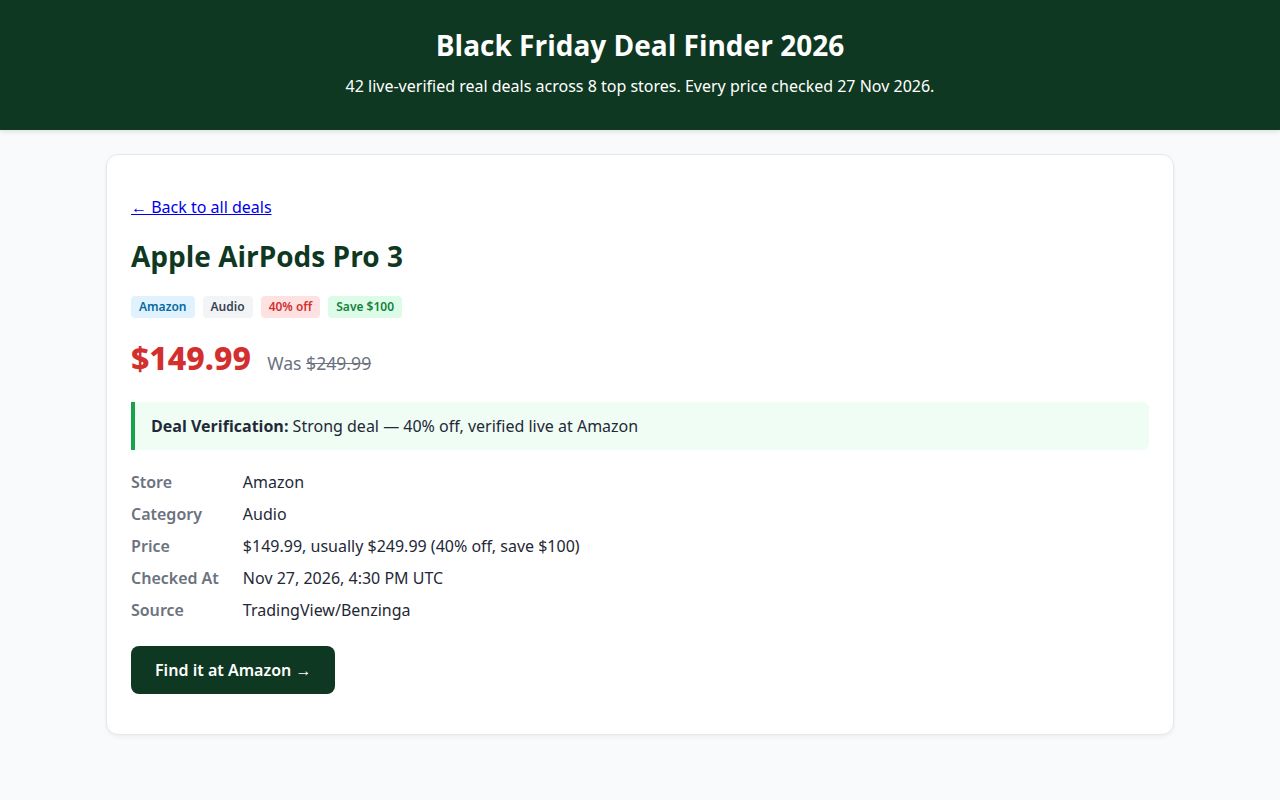 Black Friday Deal Finder 2026
42 live-verified real deals across 8 top stores. Every price checked 27 Nov 2026.
← Back to all deals
Apple AirPods Pro 3
Amazon Audio 40% off Save $100
$149.99 Was $249.99
Deal Verification: Strong deal — 40% off, verified live at Amazon
Store Amazon
Category Audio
Price $149.99, usually $249.99 (40% off, save $100)
Checked At Nov 27, 2026, 4:30 PM UTC
Source TradingView/Benzinga
Find it at Amazon →